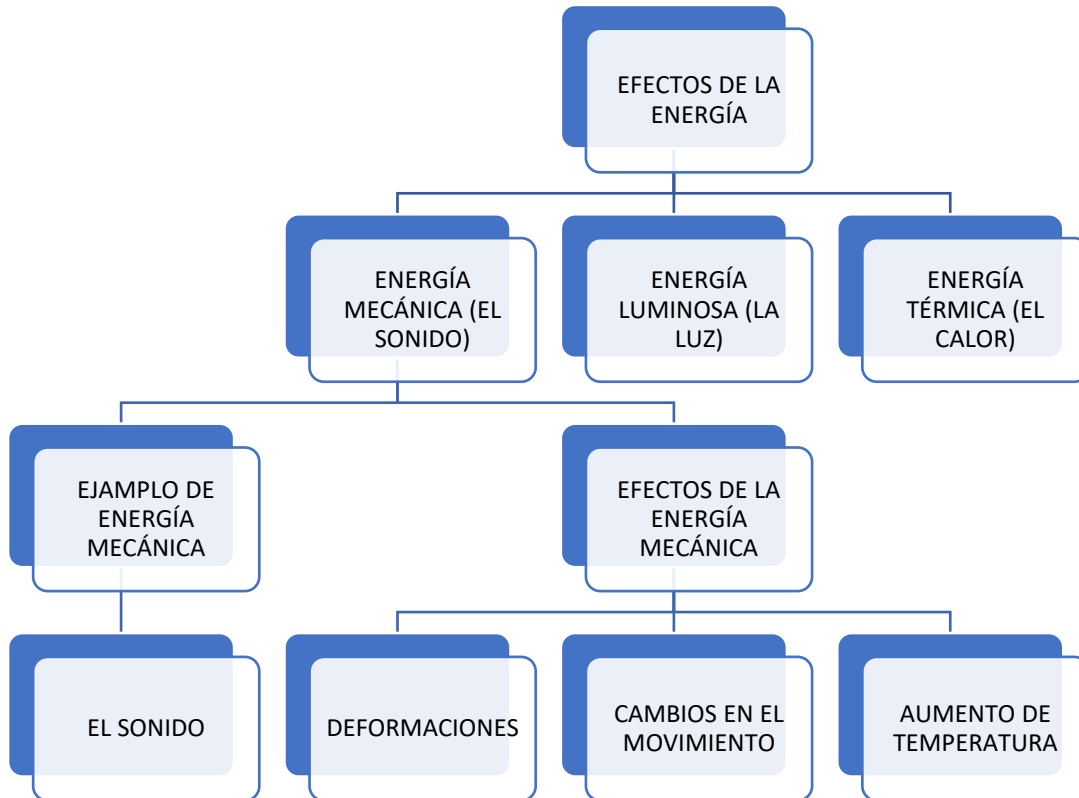 EFECTOS DE LA
ENERGÍA
ENERGÍA
MECÁNICA (EL
SONIDO)
ENERGÍA
LUMINOSA (LA
LUZ)
ENERGÍA
TÉRMICA (EL
CALOR)
EJAMPLO DE
ENERGÍA
MECÁNICA
EFECTOS DE LA
ENERGÍA
MECÁNICA
EL SONIDO
DEFORMACIONES
CAMBIOS EN EL
MOVIMIENTO
AUMENTO DE
TEMPERATURA